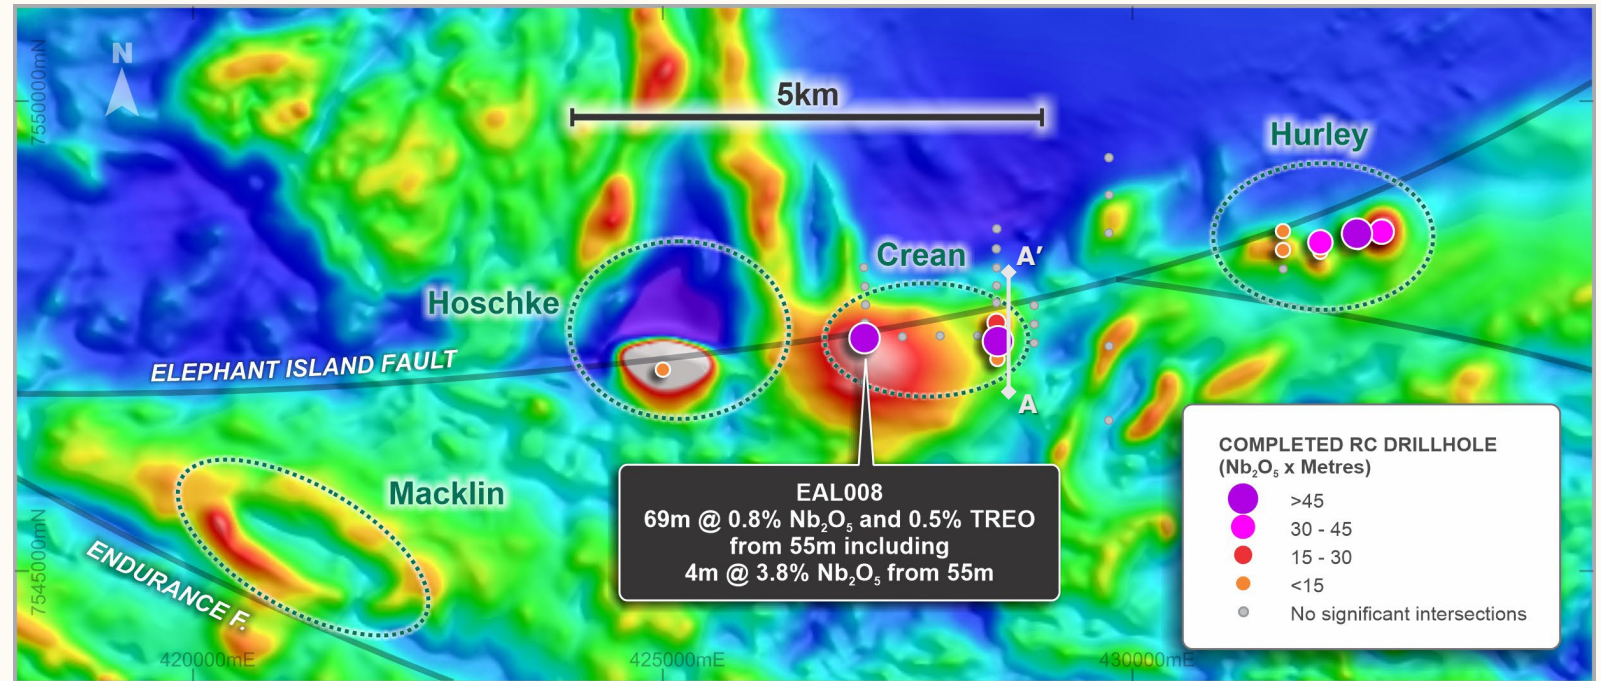 N
7550000mN
5km
Hurley
Crean
A′
Hoschke
ELEPHANT ISLAND FAULT
A
Macklin
EAL008
69m @ 0.8% Nb₂O₅ and 0.5% TREO
from 55m including
4m @ 3.8% Nb₂O₅ from 55m
COMPLETED RC DRILLHOLE
(Nb₂O₅ x Metres)
>45
30 - 45
15 - 30
<15
No significant intersections
ENDURANCE F.
7545000mN
420000mE
425000mE
430000mE